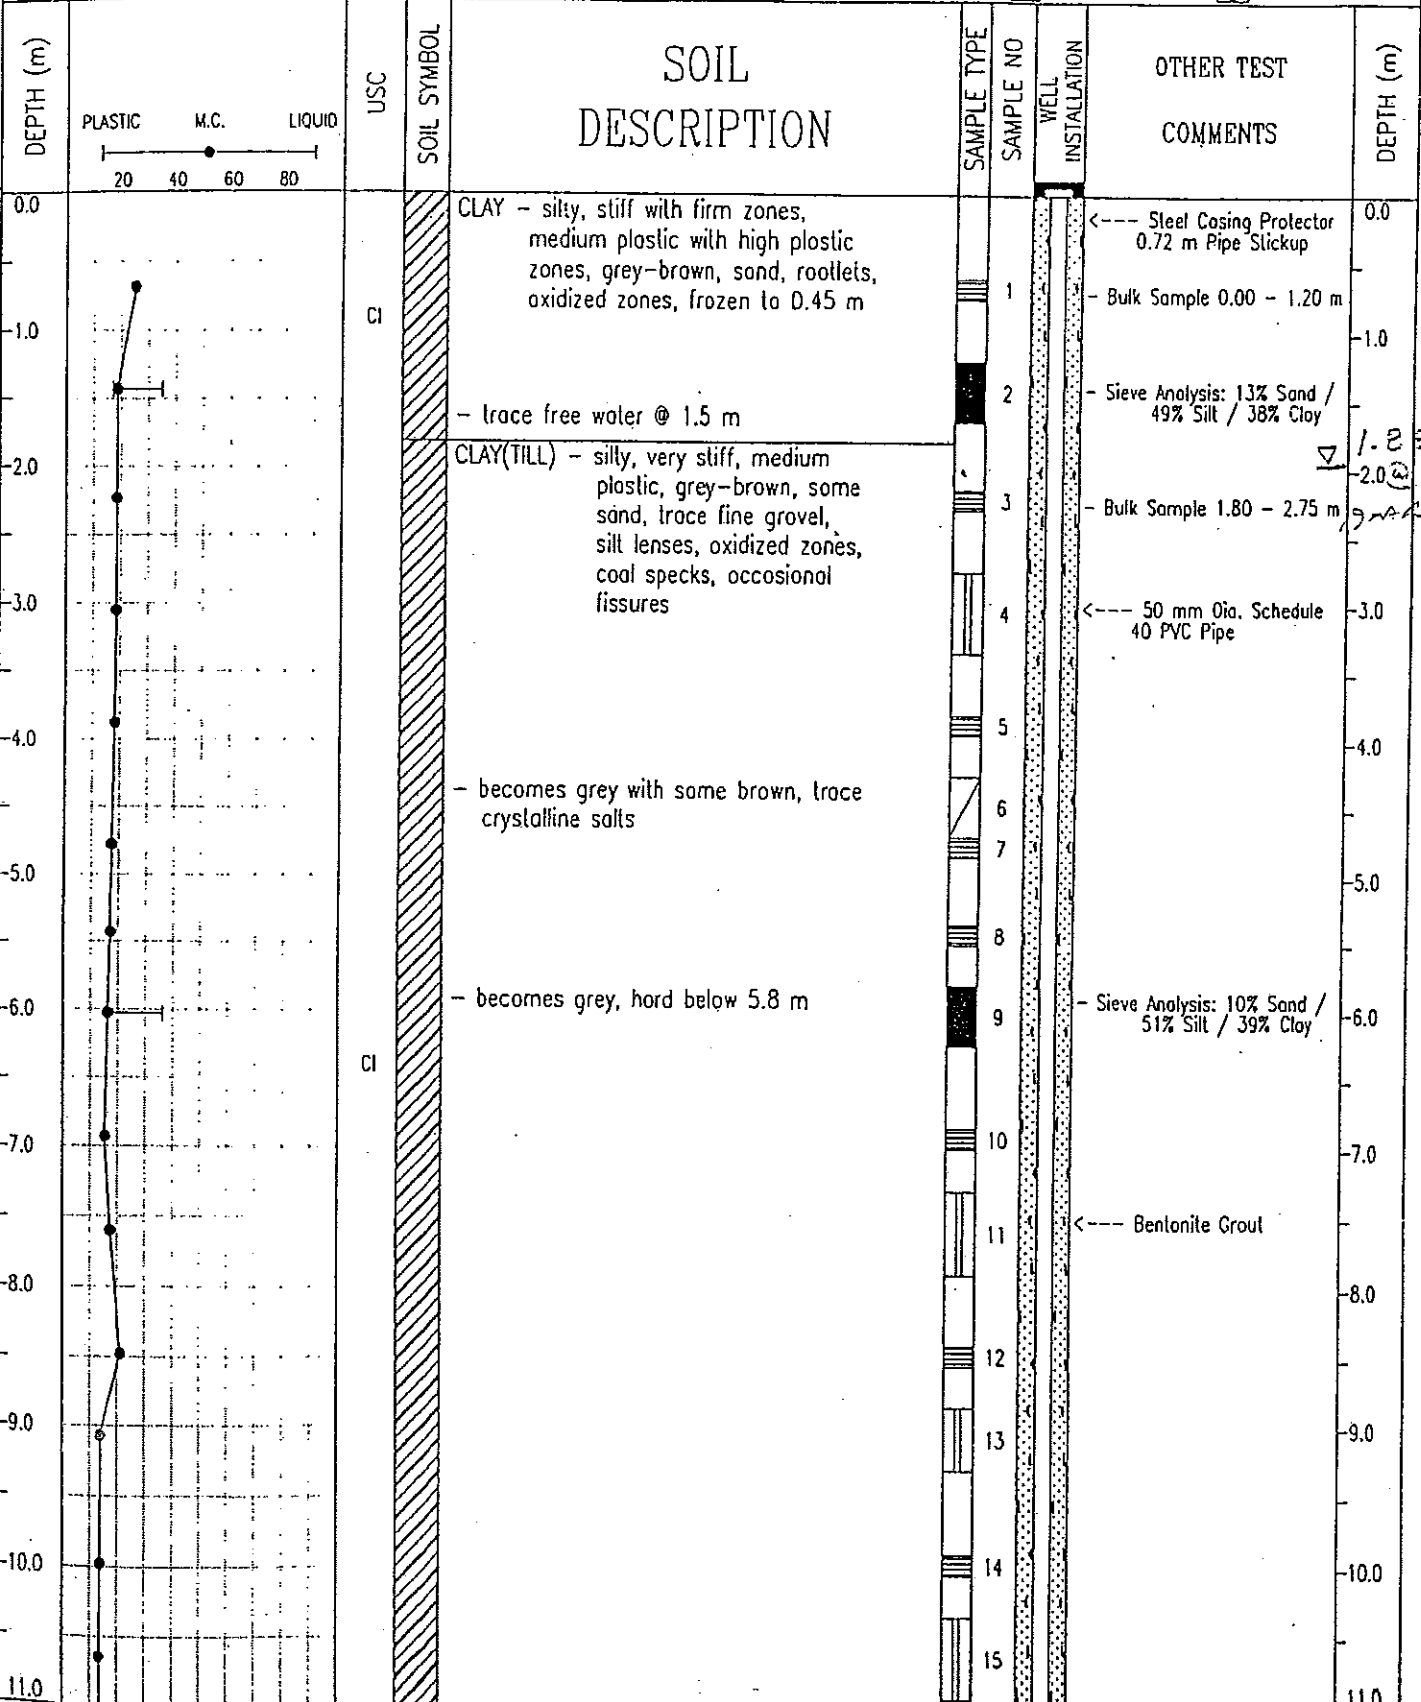 DEPTH (m)
PLASTIC M.C. LIQUID
20 40 60 80
USC
SOIL SYMBOL
SOIL
DESCRIPTION
SAMPLE TYPE
SAMPLE NO
WELL
INSTALLATION
OTHER TEST
COMMENTS
DEPTH (m)
0.0
-1.0
-2.0
-3.0
-4.0
-5.0
-6.0
-7.0
-8.0
-9.0
-10.0
11.0
CI
CI
CLAY - silty, stiff with firm zones,
medium plastic with high plastic
zones, grey-brown, sand, rootlets,
oxidized zones, frozen to 0.45 m
- trace free water @ 1.5 m
CLAY(TILL) - silty, very stiff, medium
plastic, grey-brown, some
sand, trace fine gravel,
silt lenses, oxidized zones,
coal specks, occasional
fissures
- becomes grey with some brown, trace
crystalline salts
- becomes grey, hard below 5.8 m
1
2
3
4
5
6
7
8
9
10
11
12
13
14
15
<--- Steel Casing Protector
0.72 m Pipe Stickup
- Bulk Sample 0.00 - 1.20 m
- Sieve Analysis: 13% Sand /
49% Silt / 38% Clay
- Bulk Sample 1.80 - 2.75 m
<--- 50 mm Dia. Schedule
40 PVC Pipe
- Sieve Analysis: 10% Sand /
51% Silt / 39% Clay
<--- Bentonite Grout
0.0
-1.0
-2.0
-3.0
-4.0
-5.0
-6.0
-7.0
-8.0
-9.0
-10.0
11.0